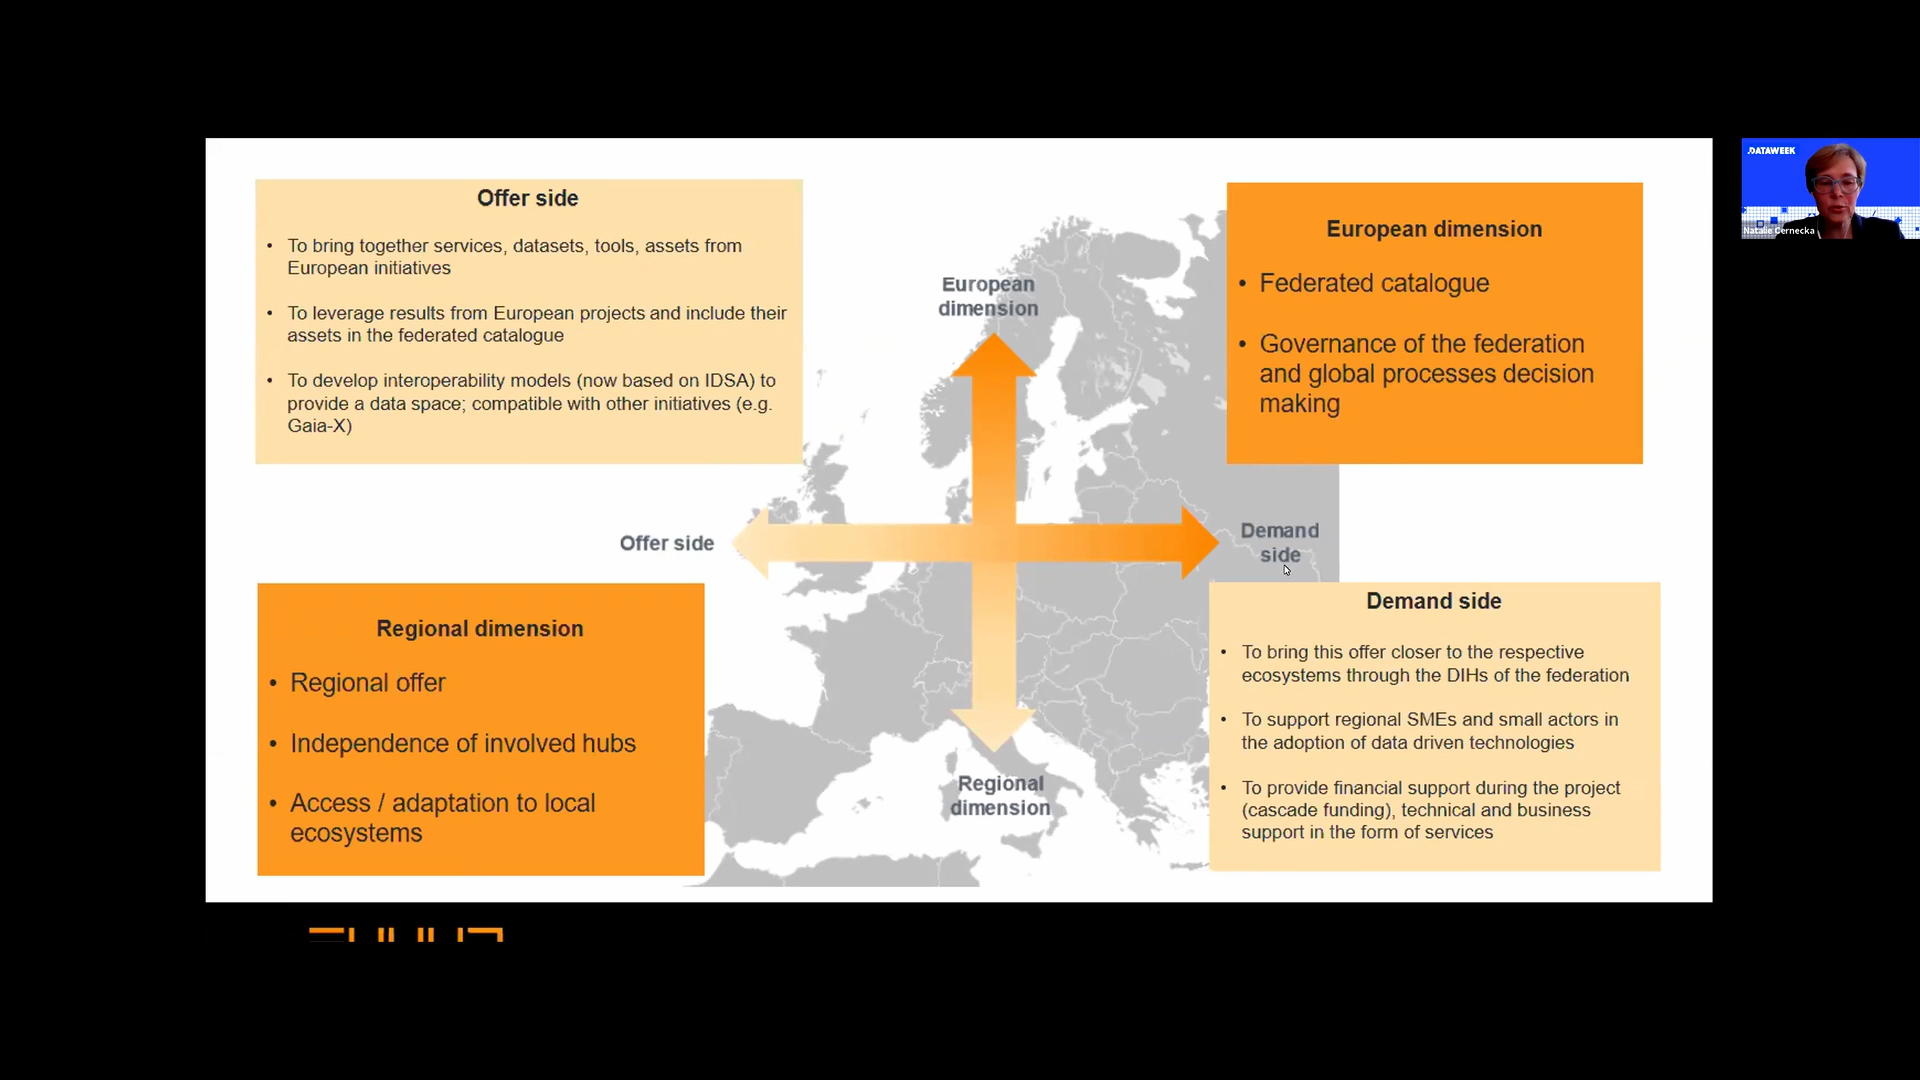 Offer side
• To bring together services, datasets, tools, assets from
European initiatives
• To leverage results from European projects and include their
assets in the federated catalogue
• To develop interoperability models (now based on IDSA) to
provide a data space; compatible with other initiatives (e.g.
Gaia-X)
European dimension
• Federated catalogue
• Governance of the federation
and global processes decision
making
European
dimension
Offer side
Demand
side
Regional
dimension
Regional dimension
• Regional offer
• Independence of involved hubs
• Access / adaptation to local
ecosystems
Demand side
• To bring this offer closer to the respective
ecosystems through the DIHs of the federation
• To support regional SMEs and small actors in
the adoption of data driven technologies
• To provide financial support during the project
(cascade funding), technical and business
support in the form of services
.DATAWEEK
Natalie Cernecka